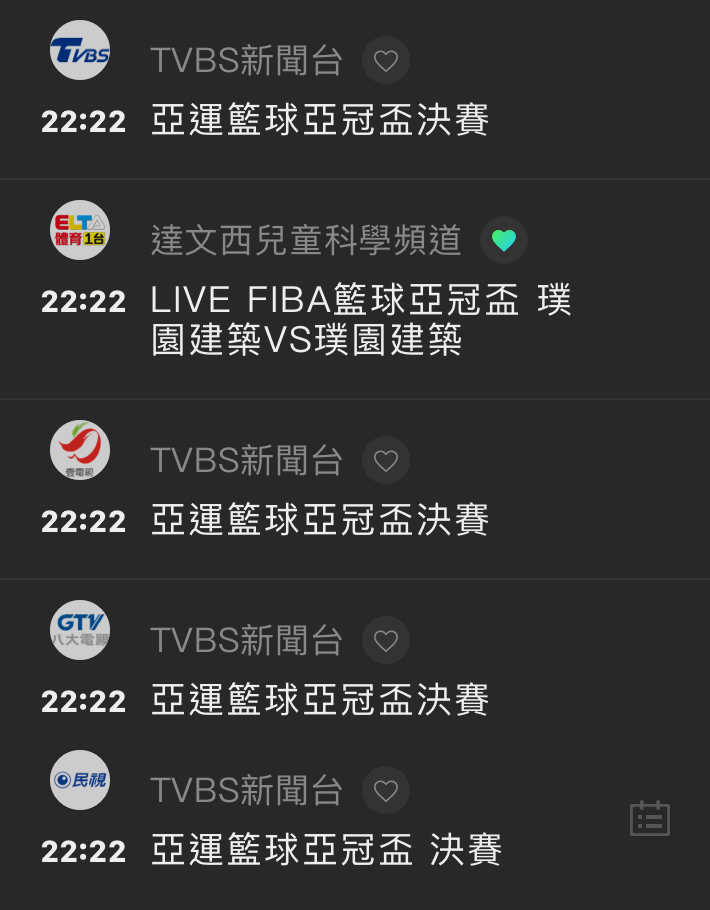 TVBS
TVBS新聞台
22:22 亞運籃球亞冠盃決賽
ELTA
體育1台
達文西兒童科學頻道
22:22 LIVE FIBA籃球亞冠盃 璞
園建築VS璞園建築
壹電視
TVBS新聞台
22:22 亞運籃球亞冠盃決賽
GTV
八大電視
TVBS新聞台
22:22 亞運籃球亞冠盃決賽
民視
TVBS新聞台
22:22 亞運籃球亞冠盃 決賽